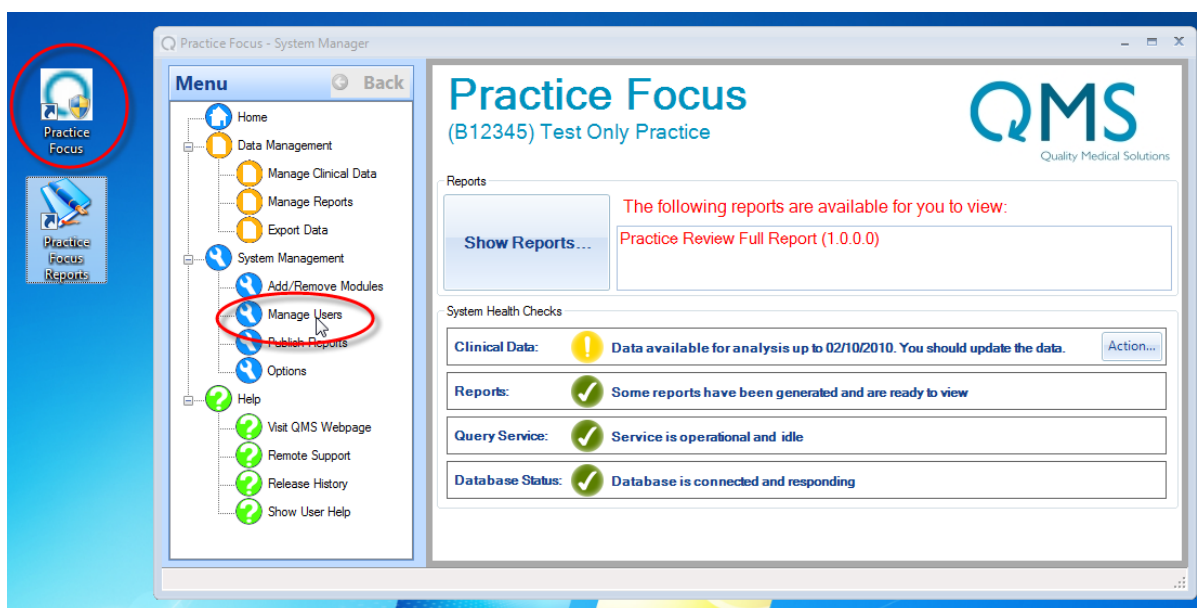 Practice
Focus
Practice
Focus
Reports
Practice Focus - System Manager
Menu
Back
Home
Data Management
Manage Clinical Data
Manage Reports
Export Data
System Management
Add/Remove Modules
Manage Users
Publish Reports
Options
Help
Visit QMS Webpage
Remote Support
Release History
Show User Help
Practice Focus
(B12345) Test Only Practice
QMS
Quality Medical Solutions
Reports
Show Reports...
The following reports are available for you to view:
Practice Review Full Report (1.0.0.0)
System Health Checks
Clinical Data: Data available for analysis up to 02/10/2010. You should update the data. Action...
Reports: Some reports have been generated and are ready to view
Query Service: Service is operational and idle
Database Status: Database is connected and responding